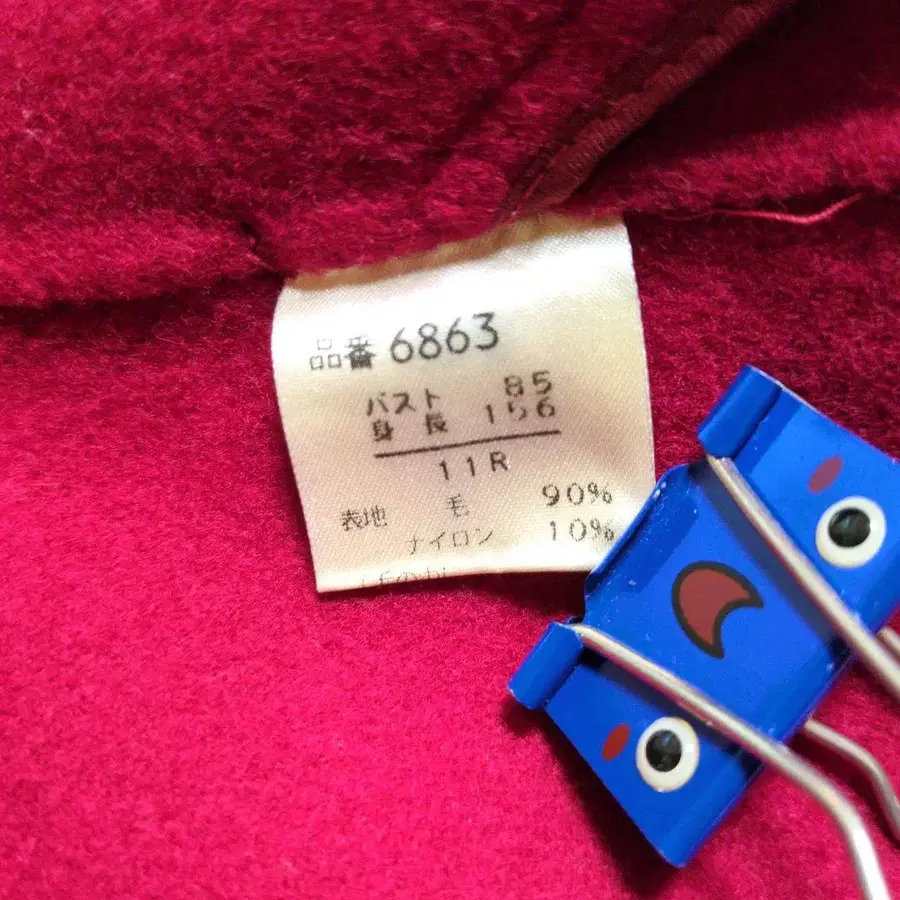 品番 6863
バスト 85
身長 156
11R
表地 毛 90%
ナイロン 10%